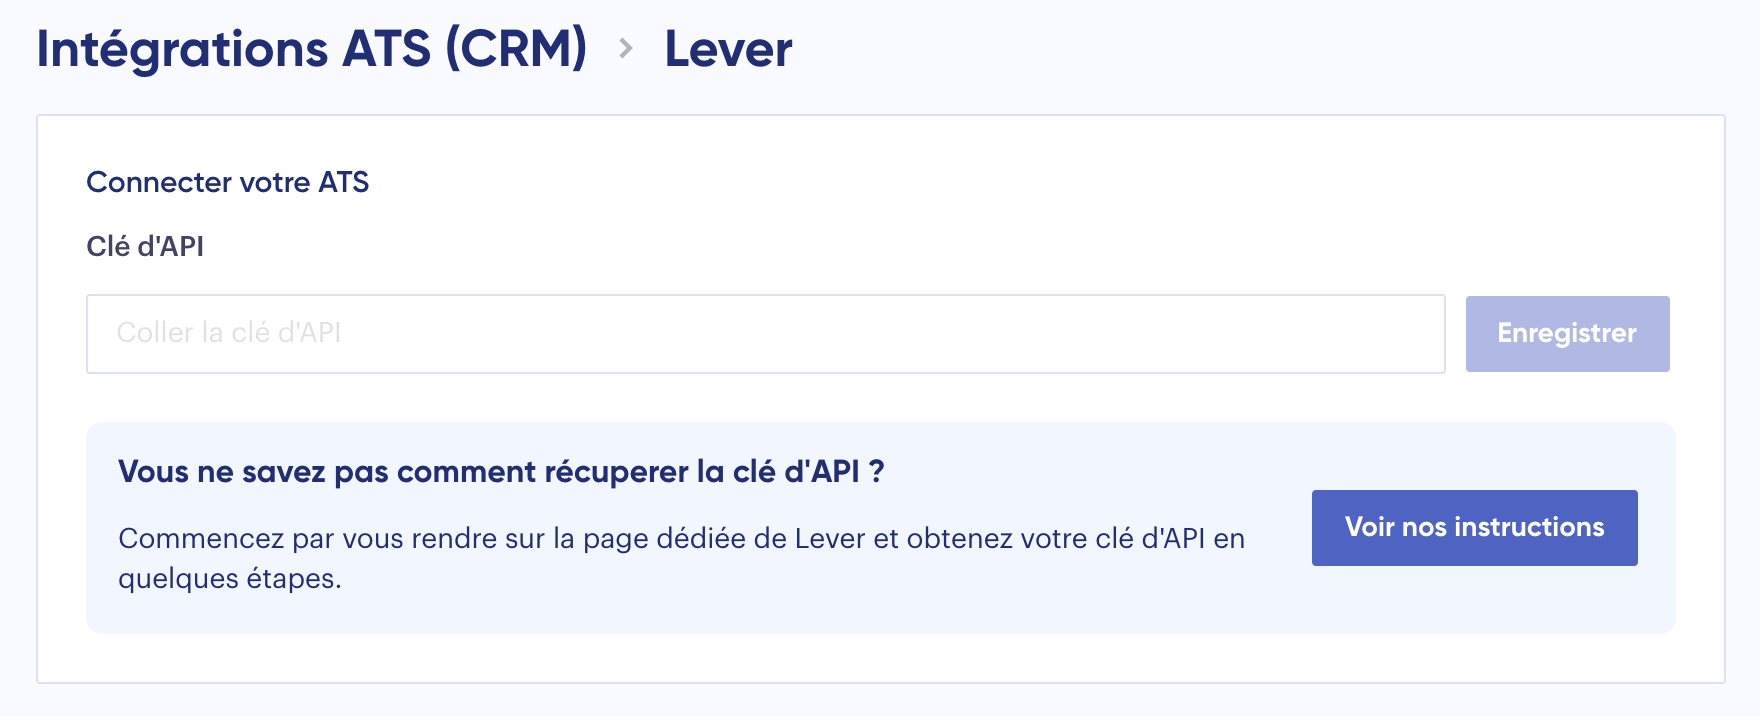 Intégrations ATS (CRM) > Lever
Connecter votre ATS
Clé d'API
Coller la clé d'API
Enregistrer
Vous ne savez pas comment récuperer la clé d'API ?
Commencez par vous rendre sur la page dédiée de Lever et obtenez votre clé d'API en
quelques étapes.
Voir nos instructions